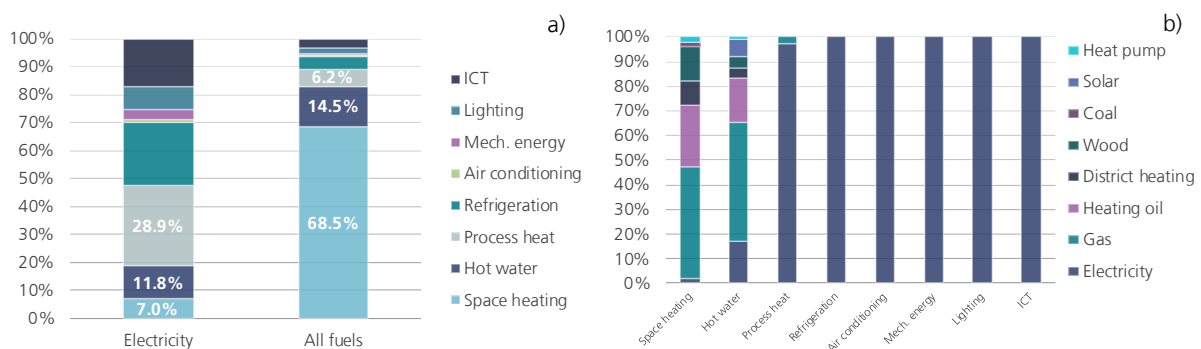 a)
100%
90%
80%
70%
60%
50%
40%
30%
20%
10%
0%
28.9%
11.8%
7.0%
6.2%
14.5%
68.5%
Electricity
All fuels
ICT
Lighting
Mech. energy
Air conditioning
Refrigeration
Process heat
Hot water
Space heating
b)
100%
90%
80%
70%
60%
50%
40%
30%
20%
10%
0%
Space heating
Hot water
Process heat
Refrigeration
Air conditioning
Mech. energy
Lighting
ICT
Heat pump
Solar
Coal
Wood
District heating
Heating oil
Gas
Electricity